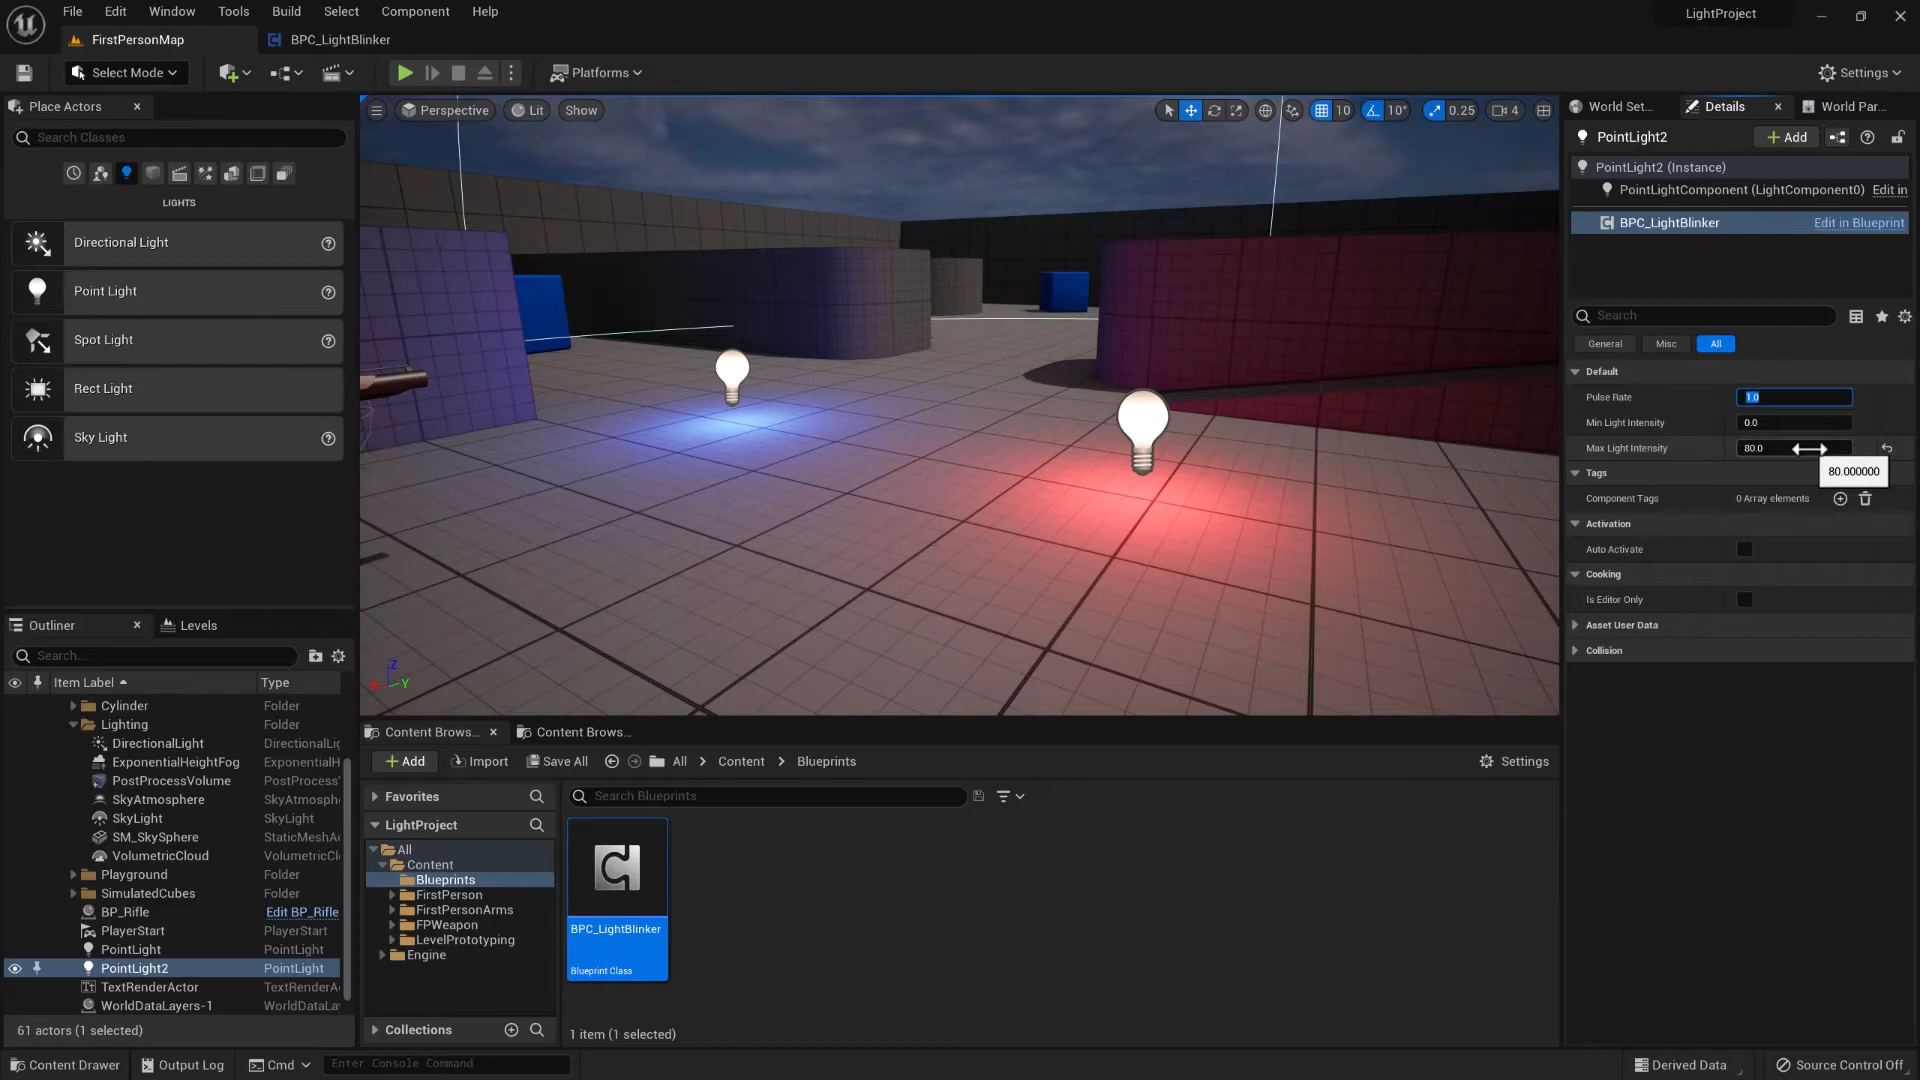 File Edit Window Tools Build Select Component Help
LightProject
FirstPersonMap
BPC_LightBlinker
Select Mode
Platforms
Settings
Place Actors
Search Classes
LIGHTS
Directional Light
Point Light
Spot Light
Rect Light
Sky Light
Perspective
Lit
Show
10
10°
0.25
4
World Set...
Details
World Par...
PointLight2
Add
PointLight2 (Instance)
PointLightComponent (LightComponent0) Edit in
BPC_LightBlinker Edit in Blueprint
Search
General Misc All
Default
Pulse Rate 1.0
Min Light Intensity 0.0
Max Light Intensity 80.0
80.000000
Tags
Component Tags 0 Array elements
Activation
Auto Activate
Cooking
Is Editor Only
Asset User Data
Collision
Z
Y
Outliner
Levels
Search...
Item Label Type
Cylinder Folder
Lighting Folder
DirectionalLight DirectionalLig
ExponentialHeightFog ExponentialH
PostProcessVolume PostProcess
SkyAtmosphere SkyAtmosph
SkyLight SkyLight
SM_SkySphere StaticMeshA
VolumetricCloud VolumetricCl
Playground Folder
SimulatedCubes Folder
BP_Rifle Edit BP_Rifle
PlayerStart PlayerStart
PointLight PointLight
PointLight2 PointLight
TextRenderActor TextRenderA
WorldDataLayers-1 WorldDataLa
61 actors (1 selected)
Content Brows...
Content Brows...
Add
Import
Save All
All
Content
Blueprints
Settings
Favorites
LightProject
All
Content
Blueprints
FirstPerson
FirstPersonArms
FPWeapon
LevelPrototyping
Engine
Collections
Search Blueprints
BPC_LightBlinker
Blueprint Class
1 item (1 selected)
Content Drawer
Output Log
Cmd
Enter Console Command
Derived Data
Source Control Off